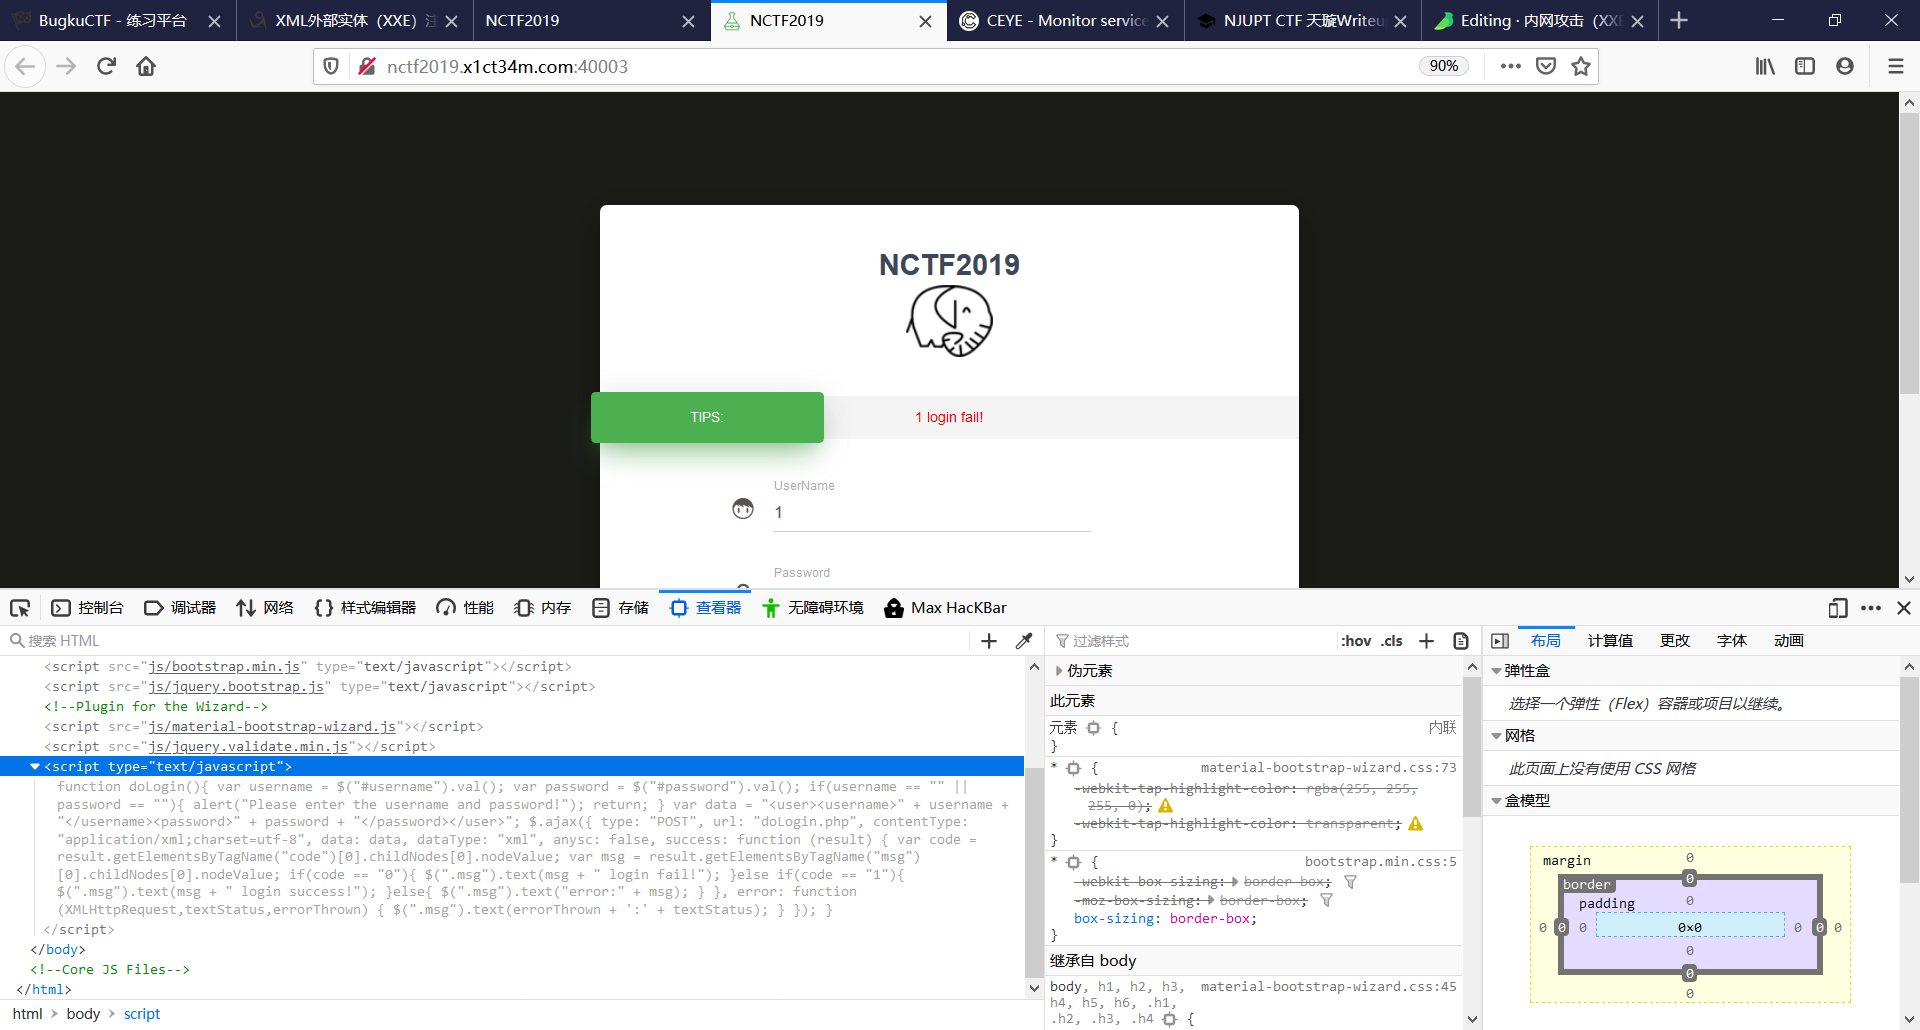 BugkuCTF - 练习平台
XML外部实体（XXE）注
NCTF2019
NCTF2019
CEYE - Monitor service
NJUPT CTF 天璇Writeu
Editing · 内网攻击（XXE
nctf2019.x1ct34m.com:40003
90%
NCTF2019
TIPS:
1 login fail!
UserName
1
Password
控制台
调试器
网络
样式编辑器
性能
内存
存储
查看器
无障碍环境
Max HacKBar
搜索 HTML
<script src="js/bootstrap.min.js" type="text/javascript"></script>
<script src="js/jquery.bootstrap.js" type="text/javascript"></script>
<!--Plugin for the Wizard-->
<script src="js/material-bootstrap-wizard.js"></script>
<script src="js/jquery.validate.min.js"></script>
<script type="text/javascript">
function doLogin(){ var username = $("#username").val(); var password = $("#password").val(); if(username == "" ||
password == ""){ alert("Please enter the username and password!"); return; } var data = "<user><username>" + username +
"</username><password>" + password + "</password></user>"; $.ajax({ type: "POST", url: "doLogin.php", contentType:
"application/xml;charset=utf-8", data: data, dataType: "xml", anysc: false, success: function (result) { var code =
result.getElementsByTagName("code")[0].childNodes[0].nodeValue; var msg = result.getElementsByTagName("msg")
[0].childNodes[0].nodeValue; if(code == "0"){ $(".msg").text(msg + " login fail!"); }else if(code == "1"){
$(".msg").text(msg + " login success!"); }else{ $(".msg").text("error:" + msg); } }, error: function
(XMLHttpRequest,textStatus,errorThrown) { $(".msg").text(errorThrown + ':' + textStatus); } }); }
</script>
</body>
<!--Core JS Files-->
</html>
html > body > script
过滤样式
:hov .cls
伪元素
此元素
元素 {
内联
}
* {
material-bootstrap-wizard.css:73
-webkit-tap-highlight-color: rgba(255, 255,
255, 0);
-webkit-tap-highlight-color: transparent;
}
* {
bootstrap.min.css:5
-webkit-box-sizing: border-box;
-moz-box-sizing: border-box;
box-sizing: border-box;
}
继承自 body
body, h1, h2, h3,
material-bootstrap-wizard.css:45
h4, h5, h6, .h1,
.h2, .h3, .h4 {
布局
计算值
更改
字体
动画
弹性盒
选择一个弹性（Flex）容器或项目以继续。
网格
此页面上没有使用 CSS 网格
盒模型
margin
0
border
0
padding
0
0 0 0 0×0 0 0 0
0
0
0